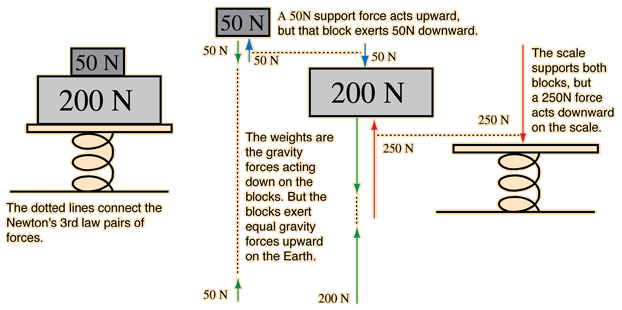 50 N
200 N
The dotted lines connect the
Newton's 3rd law pairs of
forces.
50 N
A 50N support force acts upward,
but that block exerts 50N downward.
50 N
50 N
50 N
200 N
The weights are
the gravity
forces acting
down on the
blocks. But the
blocks exert
equal gravity
forces upward
on the Earth.
250 N
250 N
The scale
supports both
blocks, but
a 250N force
acts downward
on the scale.
50 N
200 N